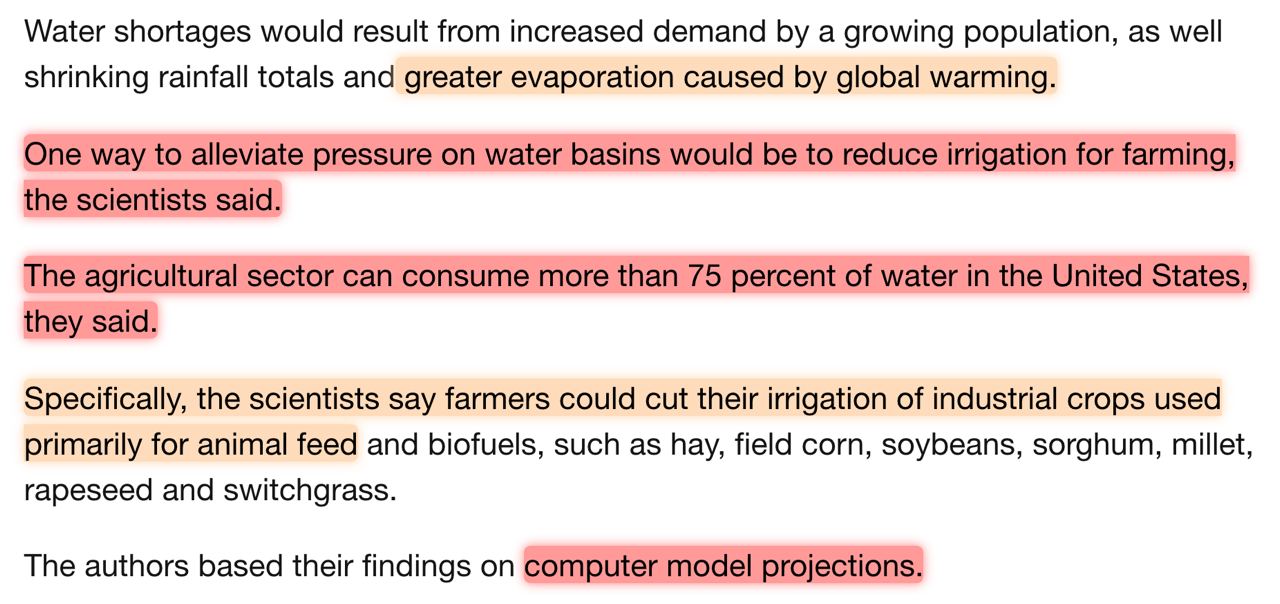 Water shortages would result from increased demand by a growing population, as well
shrinking rainfall totals and greater evaporation caused by global warming.
One way to alleviate pressure on water basins would be to reduce irrigation for farming,
the scientists said.
The agricultural sector can consume more than 75 percent of water in the United States,
they said.
Specifically, the scientists say farmers could cut their irrigation of industrial crops used
primarily for animal feed and biofuels, such as hay, field corn, soybeans, sorghum, millet,
rapeseed and switchgrass.
The authors based their findings on computer model projections.